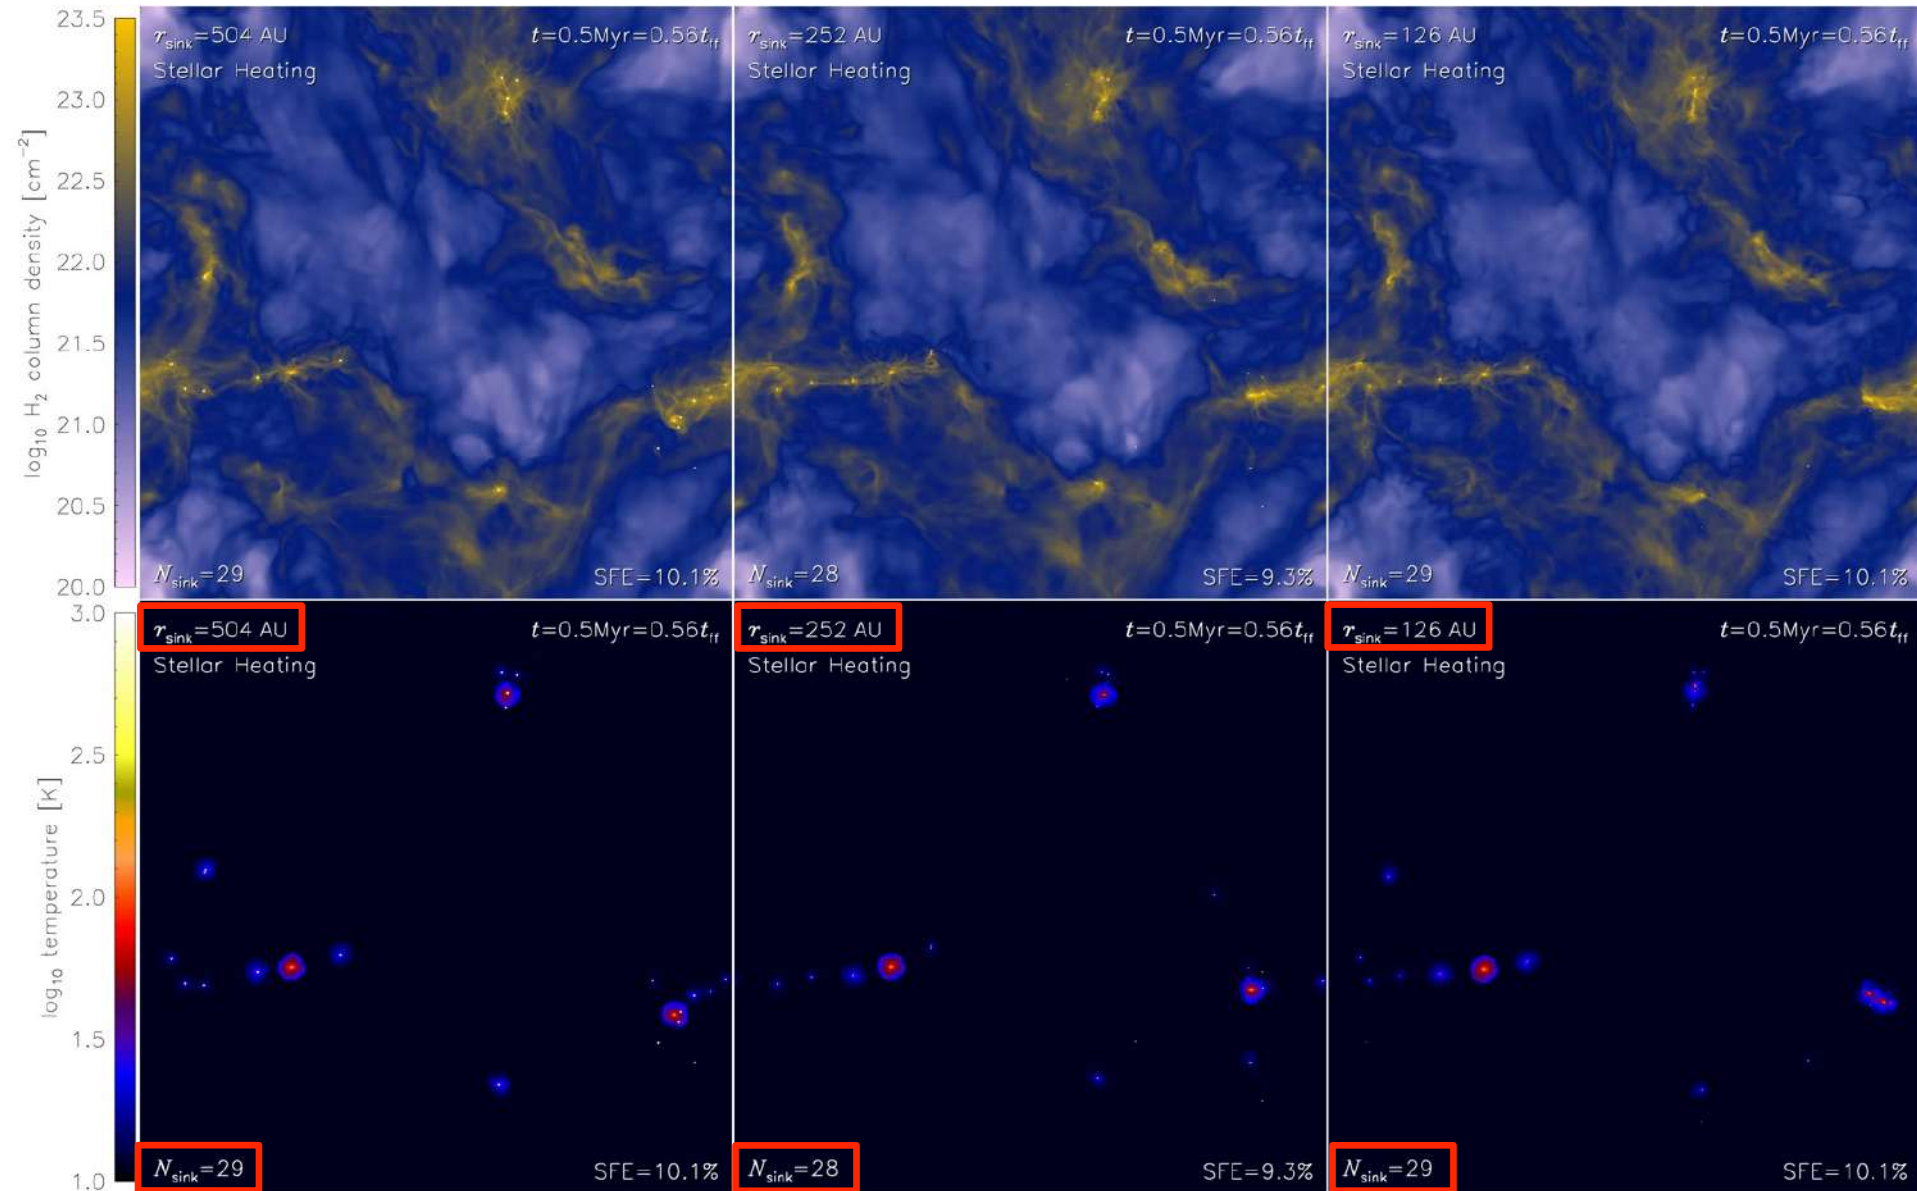 log₁₀ H₂ column density [cm⁻²]
23.5
23.0
22.5
22.0
21.5
21.0
20.5
20.0
r_sink=504 AU
t=0.5Myr=0.56t_ff
Stellar Heating
N_sink=29
SFE=10.1%
r_sink=252 AU
t=0.5Myr=0.56t_ff
Stellar Heating
N_sink=28
SFE=9.3%
r_sink=126 AU
t=0.5Myr=0.56t_ff
Stellar Heating
N_sink=29
SFE=10.1%
log₁₀ temperature [K]
3.0
2.5
2.0
1.5
1.0
r_sink=504 AU
t=0.5Myr=0.56t_ff
Stellar Heating
N_sink=29
SFE=10.1%
r_sink=252 AU
t=0.5Myr=0.56t_ff
Stellar Heating
N_sink=28
SFE=9.3%
r_sink=126 AU
t=0.5Myr=0.56t_ff
Stellar Heating
N_sink=29
SFE=10.1%